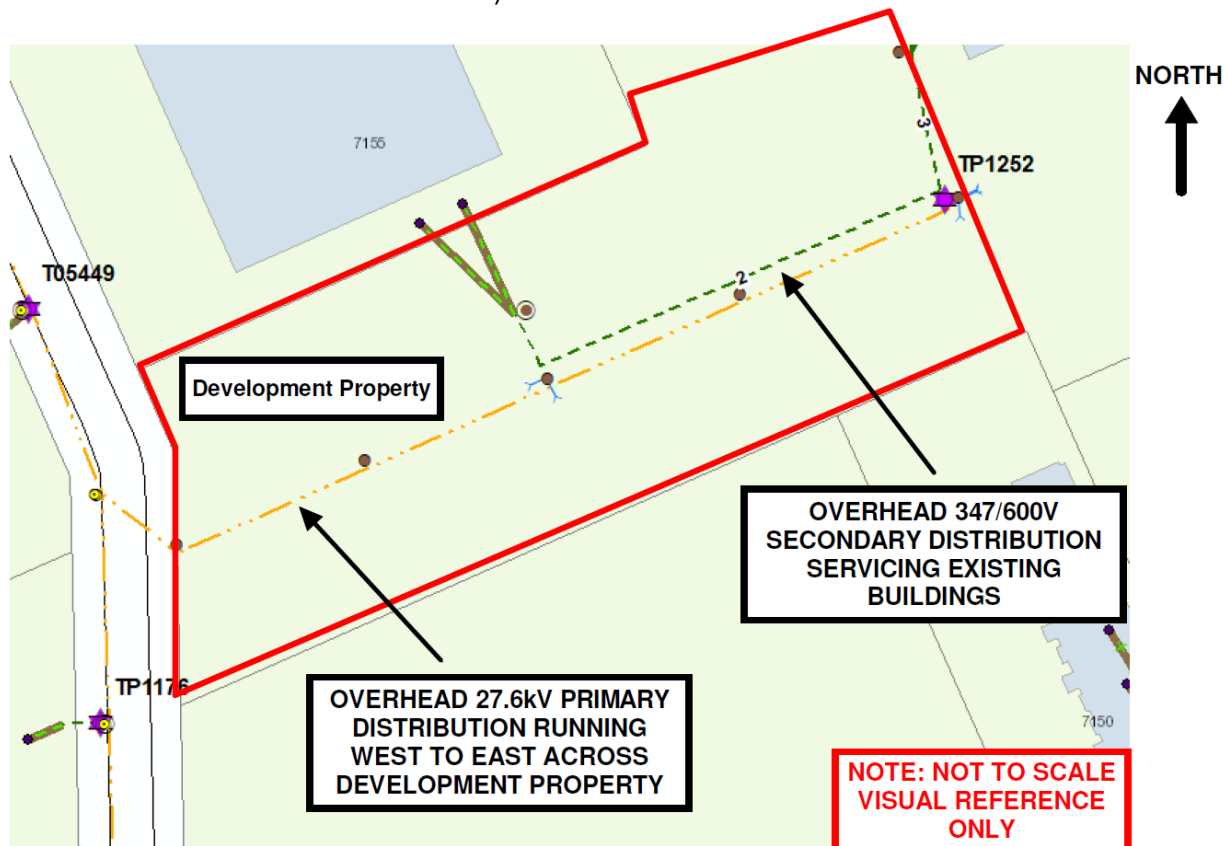 NORTH
7155
3
TP1252
T05449
2
Development Property
OVERHEAD 347/600V
SECONDARY DISTRIBUTION
SERVICING EXISTING
BUILDINGS
TP1176
OVERHEAD 27.6kV PRIMARY
DISTRIBUTION RUNNING
WEST TO EAST ACROSS
DEVELOPMENT PROPERTY
7150
NOTE: NOT TO SCALE
VISUAL REFERENCE
ONLY